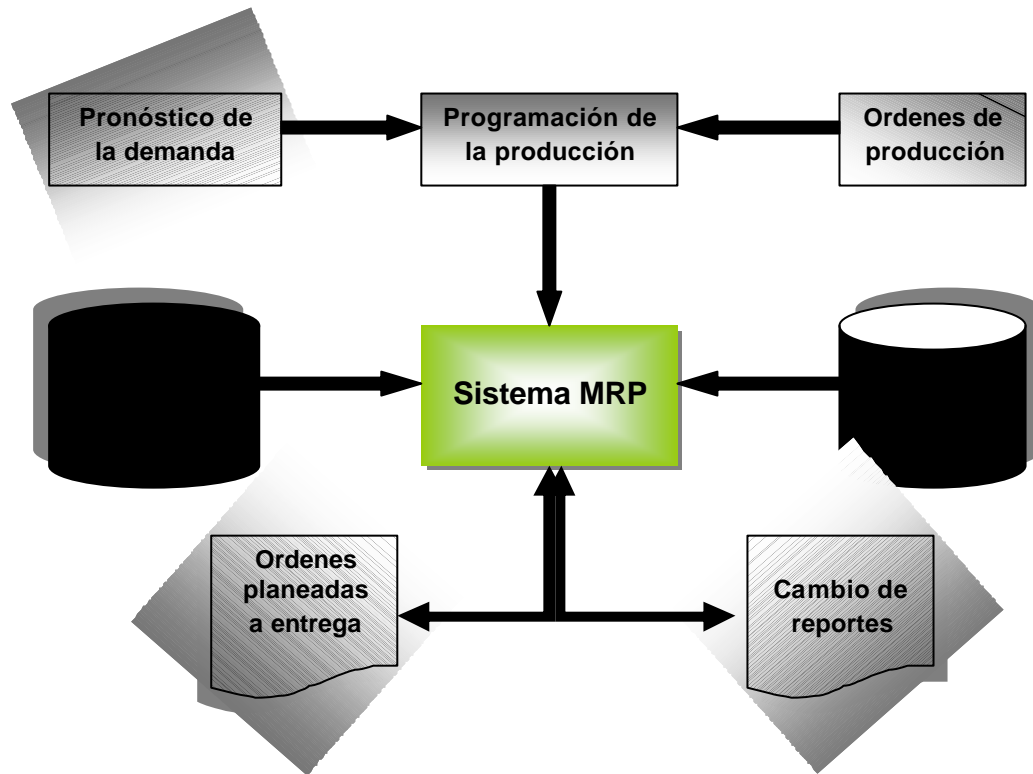 Pronóstico de
la demanda
Programación de
la producción
Ordenes de
producción
Sistema MRP
Ordenes
planeadas
a entrega
Cambio de
reportes